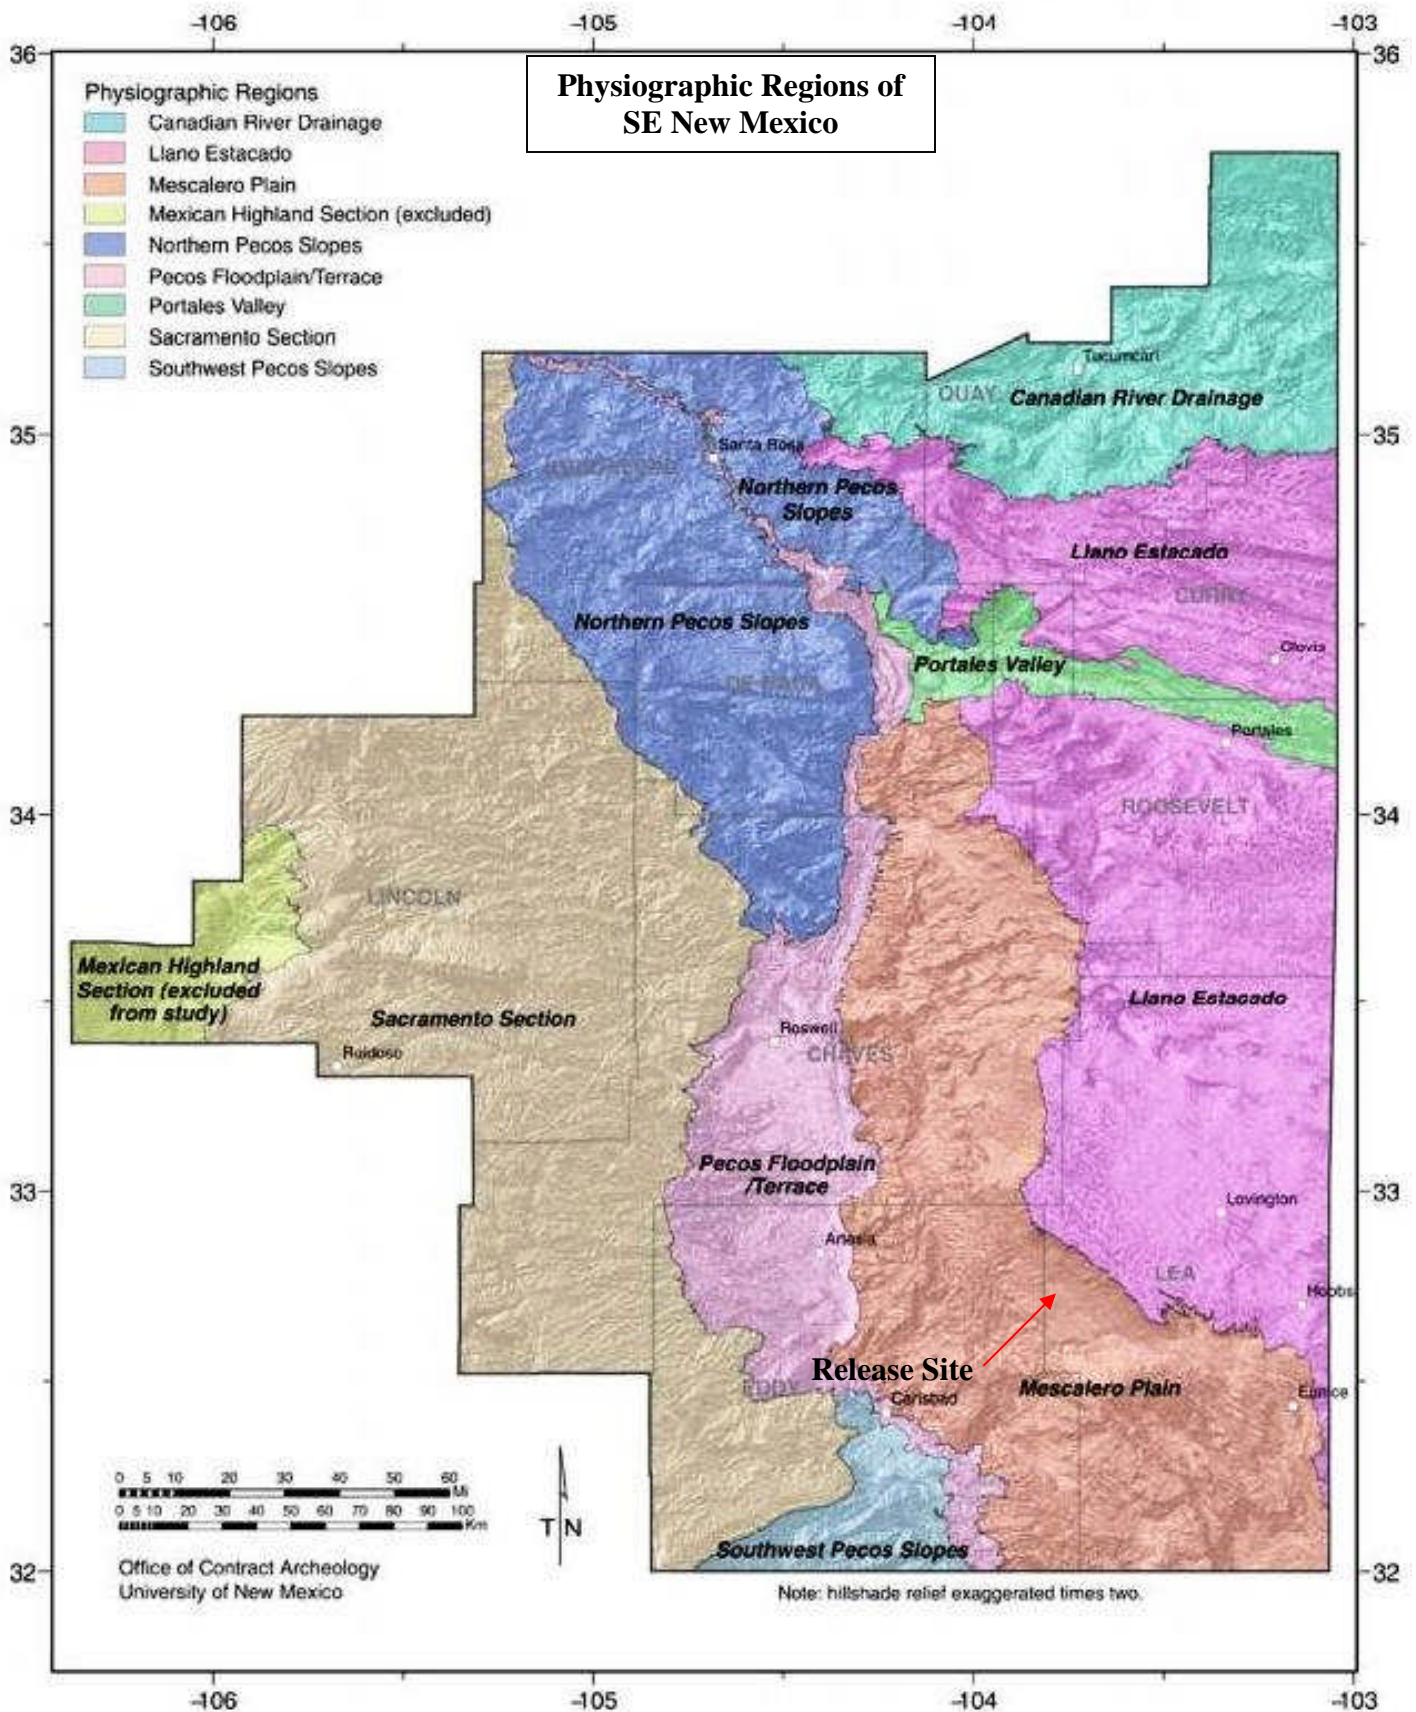 -106
-105
-104
-103
36
36
Physiographic Regions of
SE New Mexico
Physiographic Regions
Canadian River Drainage
Llano Estacado
Mescalero Plain
Mexican Highland Section (excluded)
Northern Pecos Slopes
Pecos Floodplain/Terrace
Portales Valley
Sacramento Section
Southwest Pecos Slopes
Tucumcari
QUAY
Canadian River Drainage
35
35
Santa Rosa
Northern Pecos
Slopes
Llano Estacado
CURRY
Northern Pecos Slopes
Clovis
Portales Valley
DE BACA
Portales
ROOSEVELT
34
34
LINCOLN
Mexican Highland
Section (excluded
from study)
Llano Estacado
Sacramento Section
Roswell
CHAVES
Ruidoso
Pecos Floodplain
/Terrace
33
33
Lovington
Artesia
LEA
Hobbs
Release Site
Mescalero Plain
EDDY
Carlsbad
Eunice
0 5 10 20 30 40 50 60
Mi
0 5 10 20 30 40 50 60 70 80 90 100
Km
T N
Southwest Pecos Slopes
Office of Contract Archeology
University of New Mexico
32
32
Note: hillshade relief exaggerated times two.
-106
-105
-104
-103